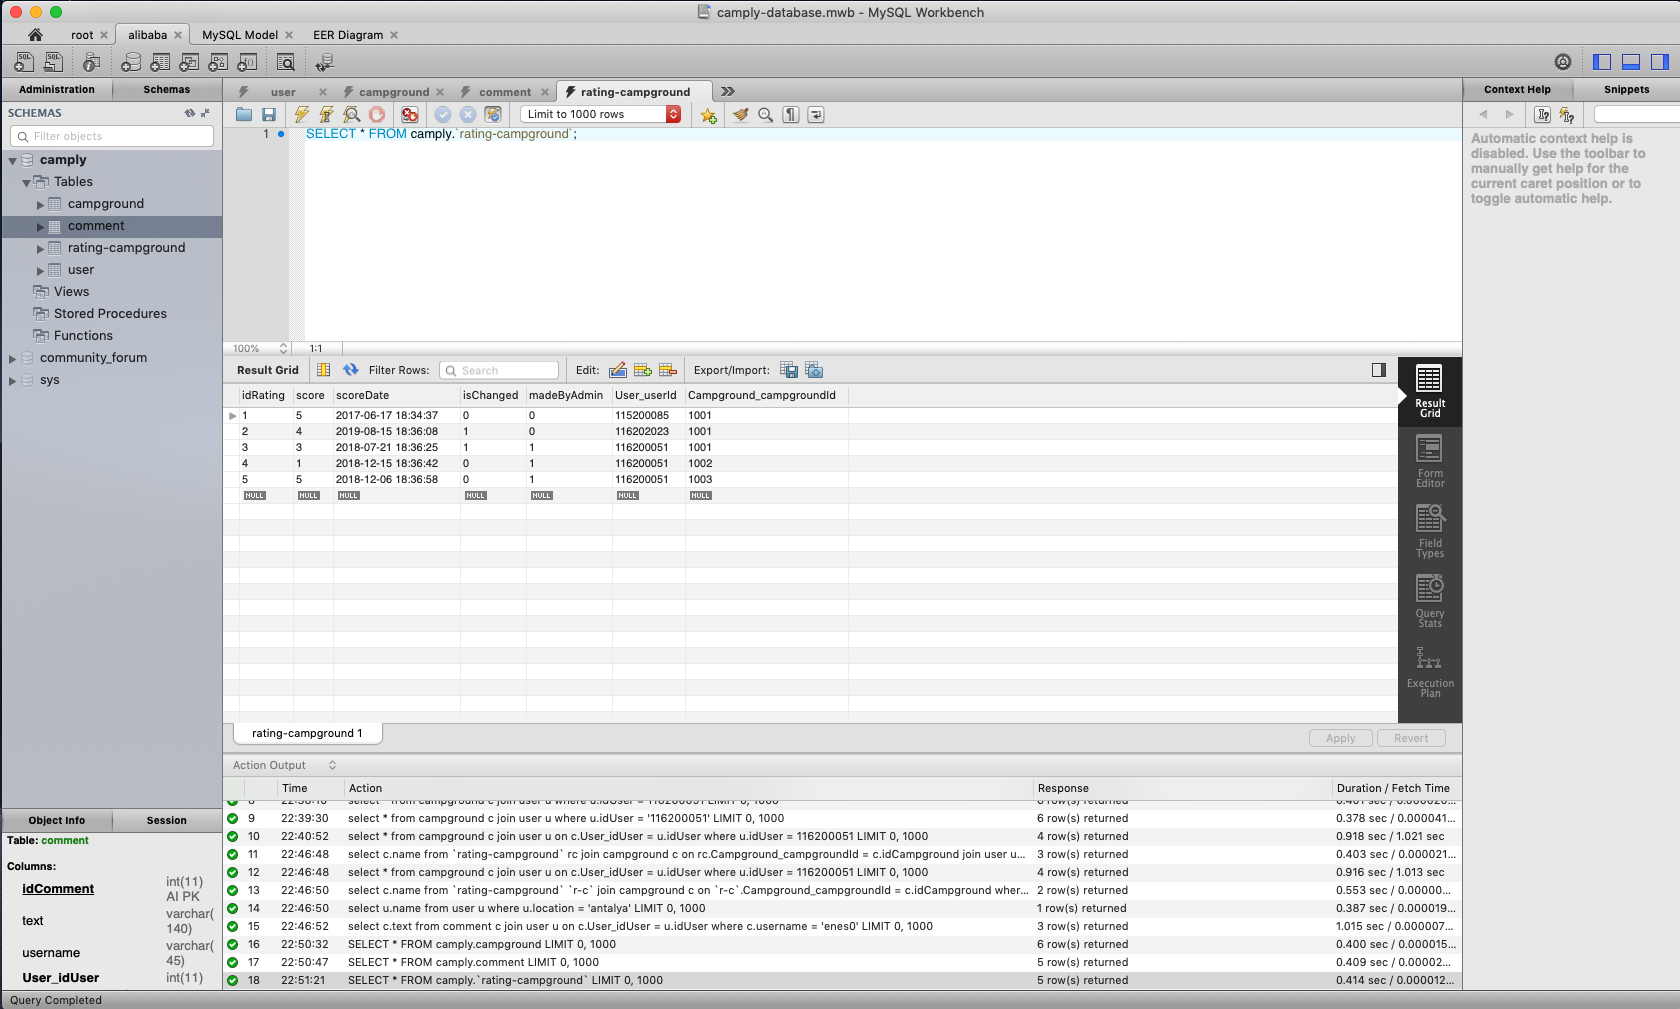 camply-database.mwb - MySQL Workbench
root alibaba MySQL Model EER Diagram
Administration Schemas
SCHEMAS
Filter objects
camply
Tables
campground
comment
rating-campground
user
Views
Stored Procedures
Functions
community_forum
sys
Object Info Session
Table: comment
Columns:
idComment int(11)
AI PK
text varchar(
140)
username varchar(
45)
User_idUser int(11)
user campground comment rating-campground
Limit to 1000 rows
1 SELECT * FROM camply.`rating-campground`;
100% 1:1
Result Grid Filter Rows: Search Edit: Export/Import:
idRating score scoreDate isChanged madeByAdmin User_userId Campground_campgroundId
1 5 2017-06-17 18:34:37 0 0 115200085 1001
2 4 2019-08-15 18:36:08 1 0 116202023 1001
3 3 2018-07-21 18:36:25 1 1 116200051 1001
4 1 2018-12-15 18:36:42 0 1 116200051 1002
5 5 2018-12-06 18:36:58 0 1 116200051 1003
NULL NULL NULL NULL NULL NULL NULL
Result
Grid
Form
Editor
Field
Types
Query
Stats
Execution
Plan
rating-campground 1
Apply Revert
Action Output
Time Action Response Duration / Fetch Time
9 22:39:30 select * from campground c join user u where u.idUser = '116200051' LIMIT 0, 1000 6 row(s) returned 0.378 sec / 0.000041...
10 22:40:52 select * from campground c join user u on c.User_idUser = u.idUser where u.idUser = 116200051 LIMIT 0, 1000 4 row(s) returned 0.918 sec / 1.021 sec
11 22:46:48 select c.name from `rating-campground` rc join campground c on rc.Campground_campgroundId = c.idCampground join user u... 3 row(s) returned 0.403 sec / 0.000021...
12 22:46:48 select * from campground c join user u on c.User_idUser = u.idUser where u.idUser = 116200051 LIMIT 0, 1000 4 row(s) returned 0.916 sec / 1.013 sec
13 22:46:50 select c.name from `rating-campground` `r-c` join campground c on `r-c`.Campground_campgroundId = c.idCampground wher... 2 row(s) returned 0.553 sec / 0.00000...
14 22:46:50 select u.name from user u where u.location = 'antalya' LIMIT 0, 1000 1 row(s) returned 0.387 sec / 0.000019...
15 22:46:52 select c.text from comment c join user u on c.User_idUser = u.idUser where c.username = 'enes0' LIMIT 0, 1000 3 row(s) returned 1.015 sec / 0.000007...
16 22:50:32 SELECT * FROM camply.campground LIMIT 0, 1000 6 row(s) returned 0.400 sec / 0.000015...
17 22:50:47 SELECT * FROM camply.comment LIMIT 0, 1000 5 row(s) returned 0.409 sec / 0.00002...
18 22:51:21 SELECT * FROM camply.`rating-campground` LIMIT 0, 1000 5 row(s) returned 0.414 sec / 0.000012...
Context Help Snippets
Automatic context help is
disabled. Use the toolbar to
manually get help for the
current caret position or to
toggle automatic help.
Query Completed